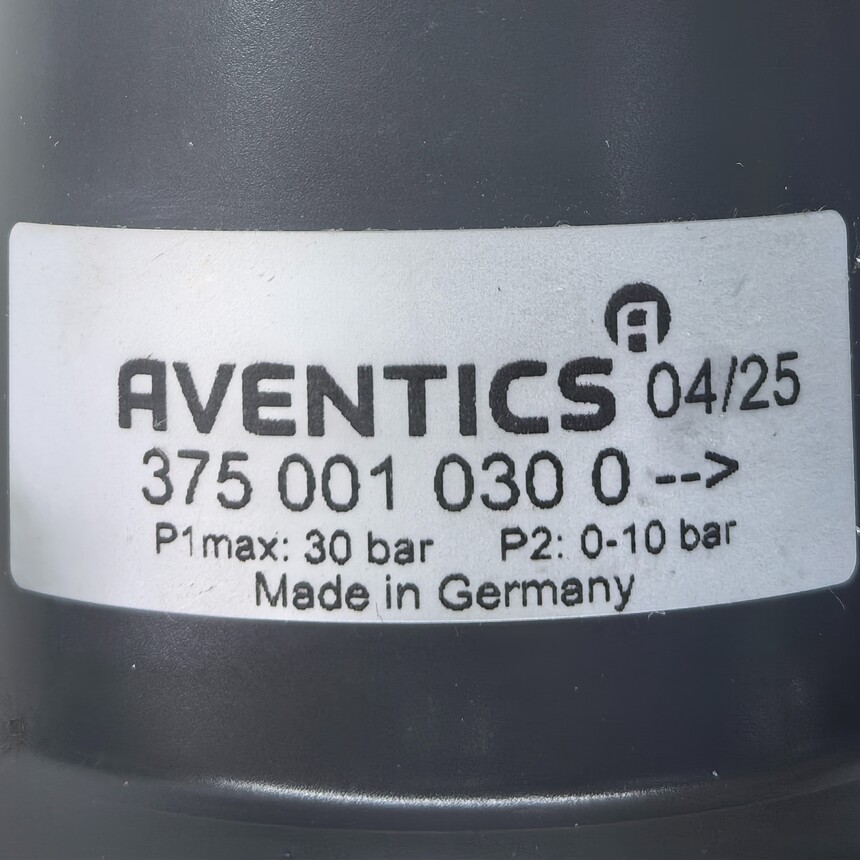 AVENTICS 04/25
375 001 030 0 -->
P1max: 30 bar P2: 0-10 bar
Made in Germany